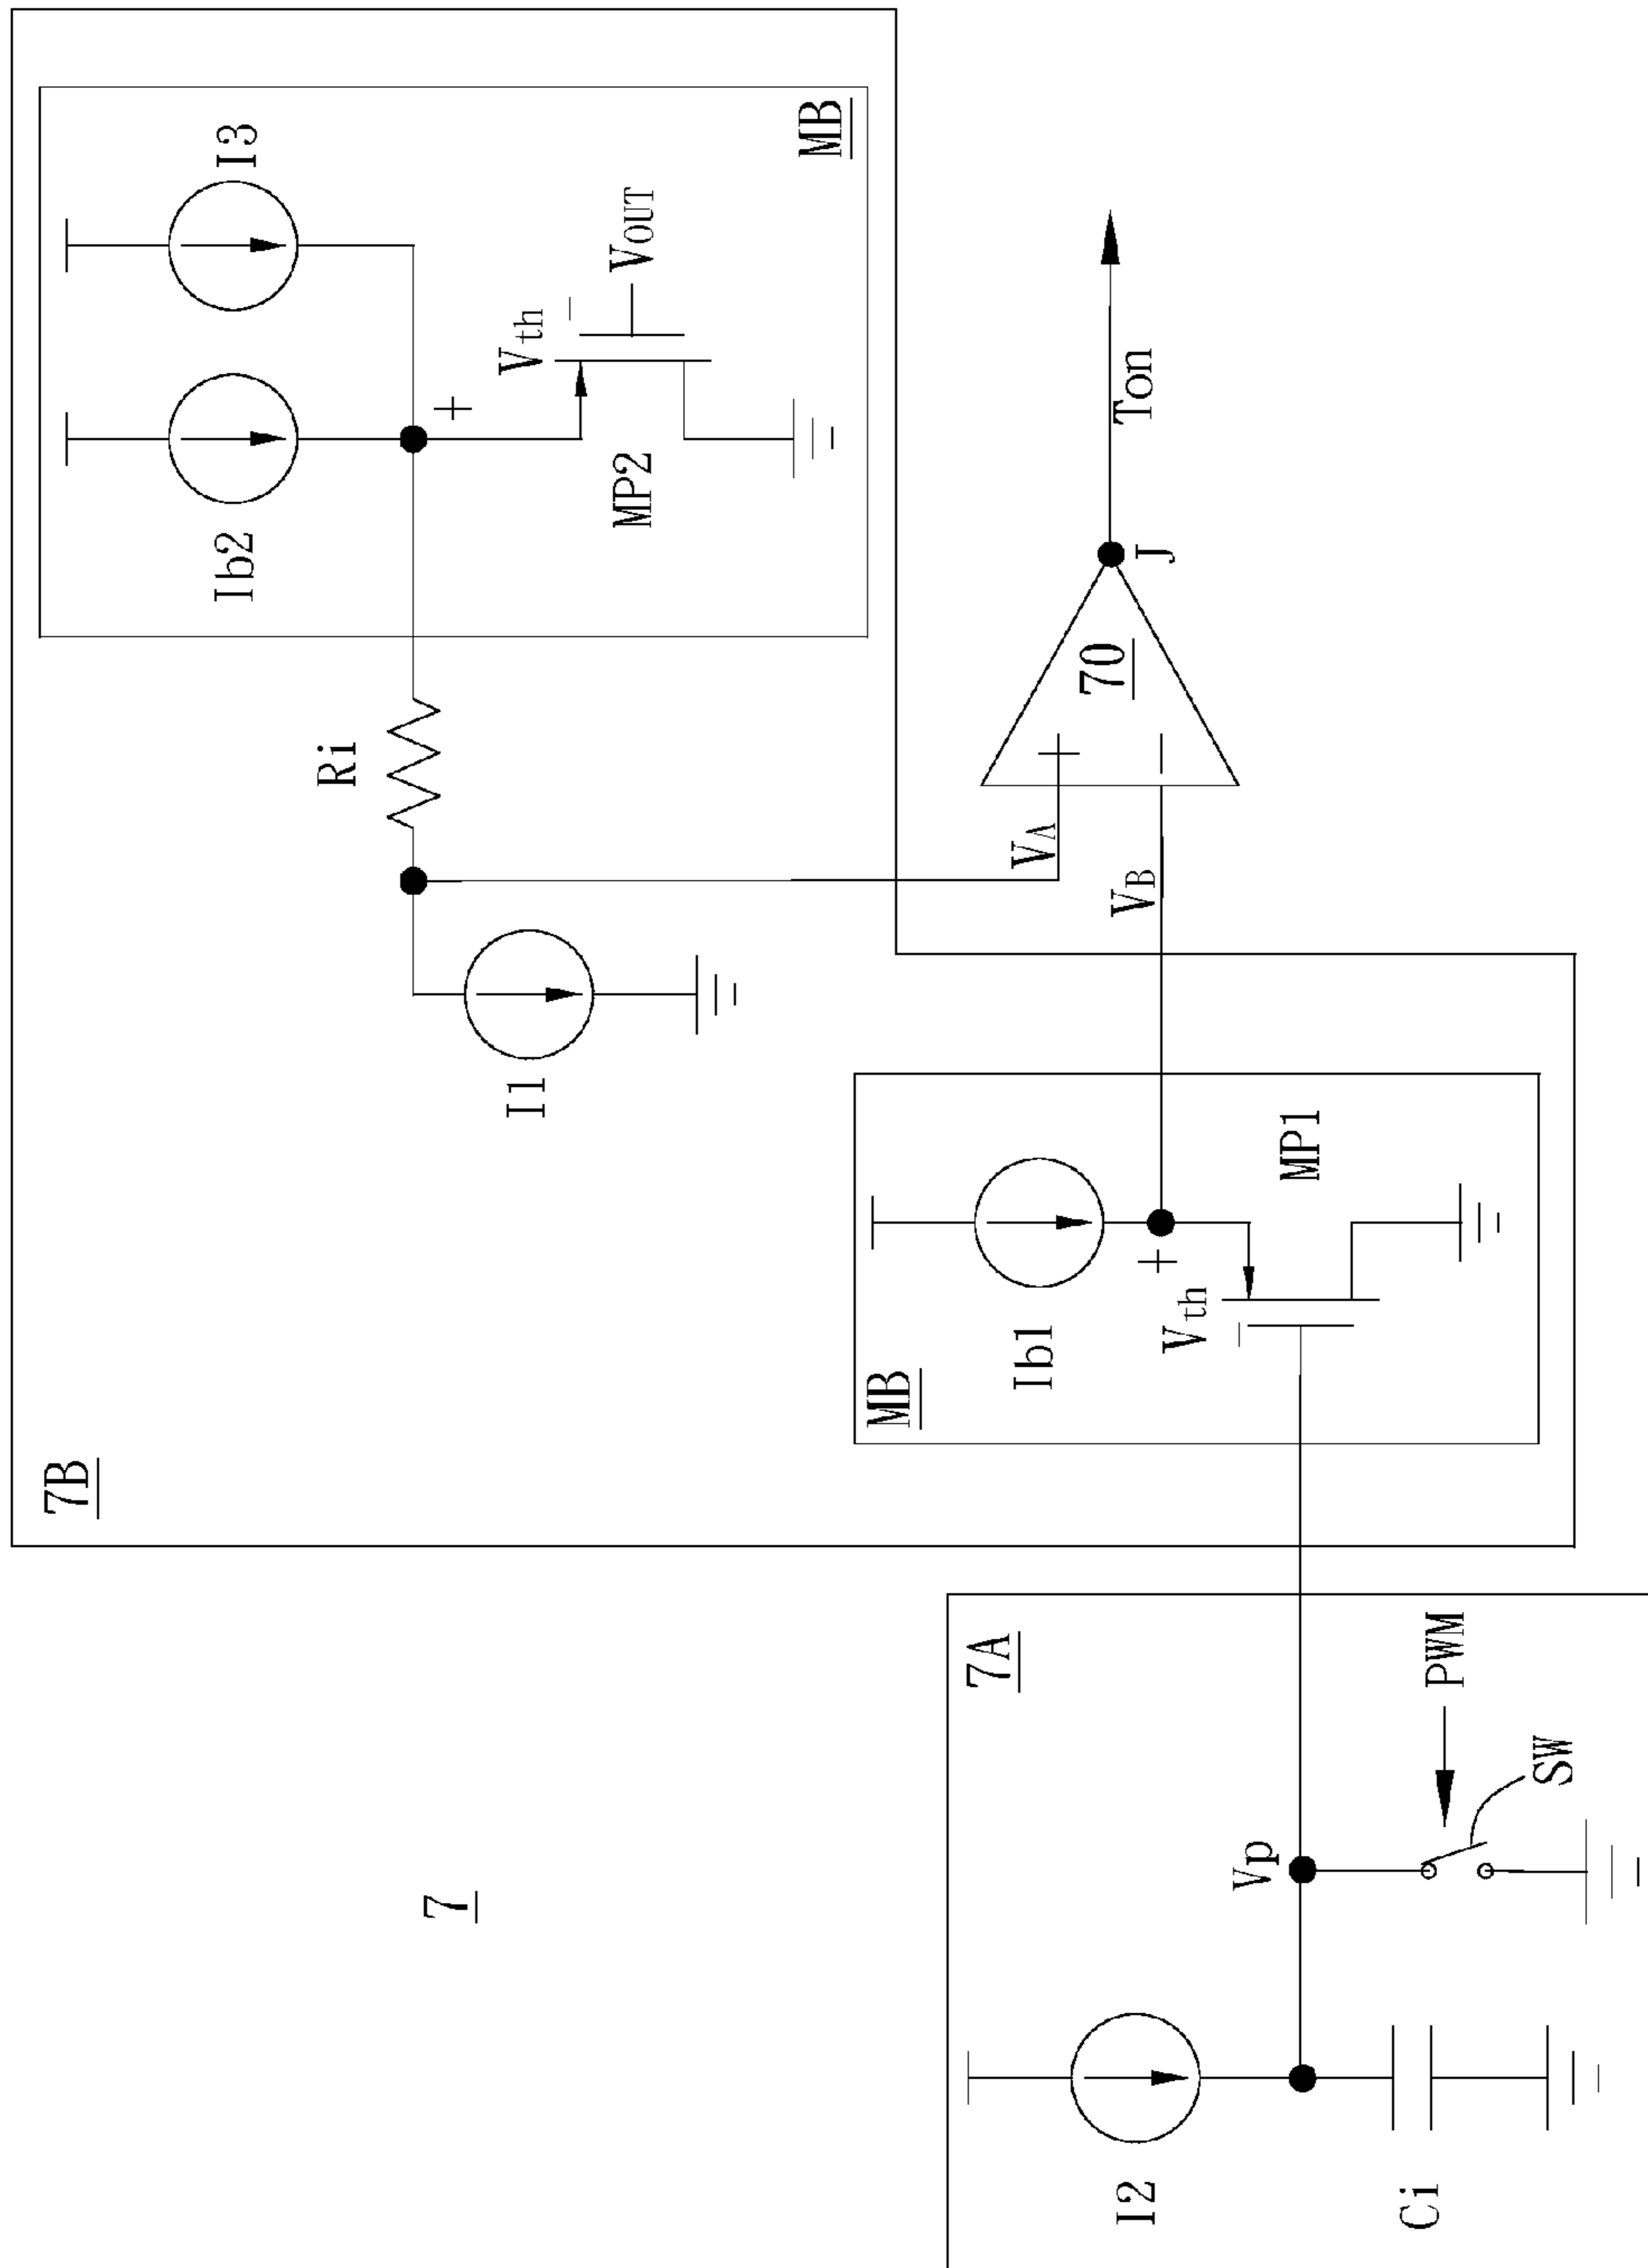 7
7A
I2
Ci
Vp
PWM
SW
7B
MB
Ib1
+
Vth
−
MP1
I1
Ri
VA
VB
MB
Ib2
I3
+
Vth
−
VOUT
MP2
+
−
70
J
Ton